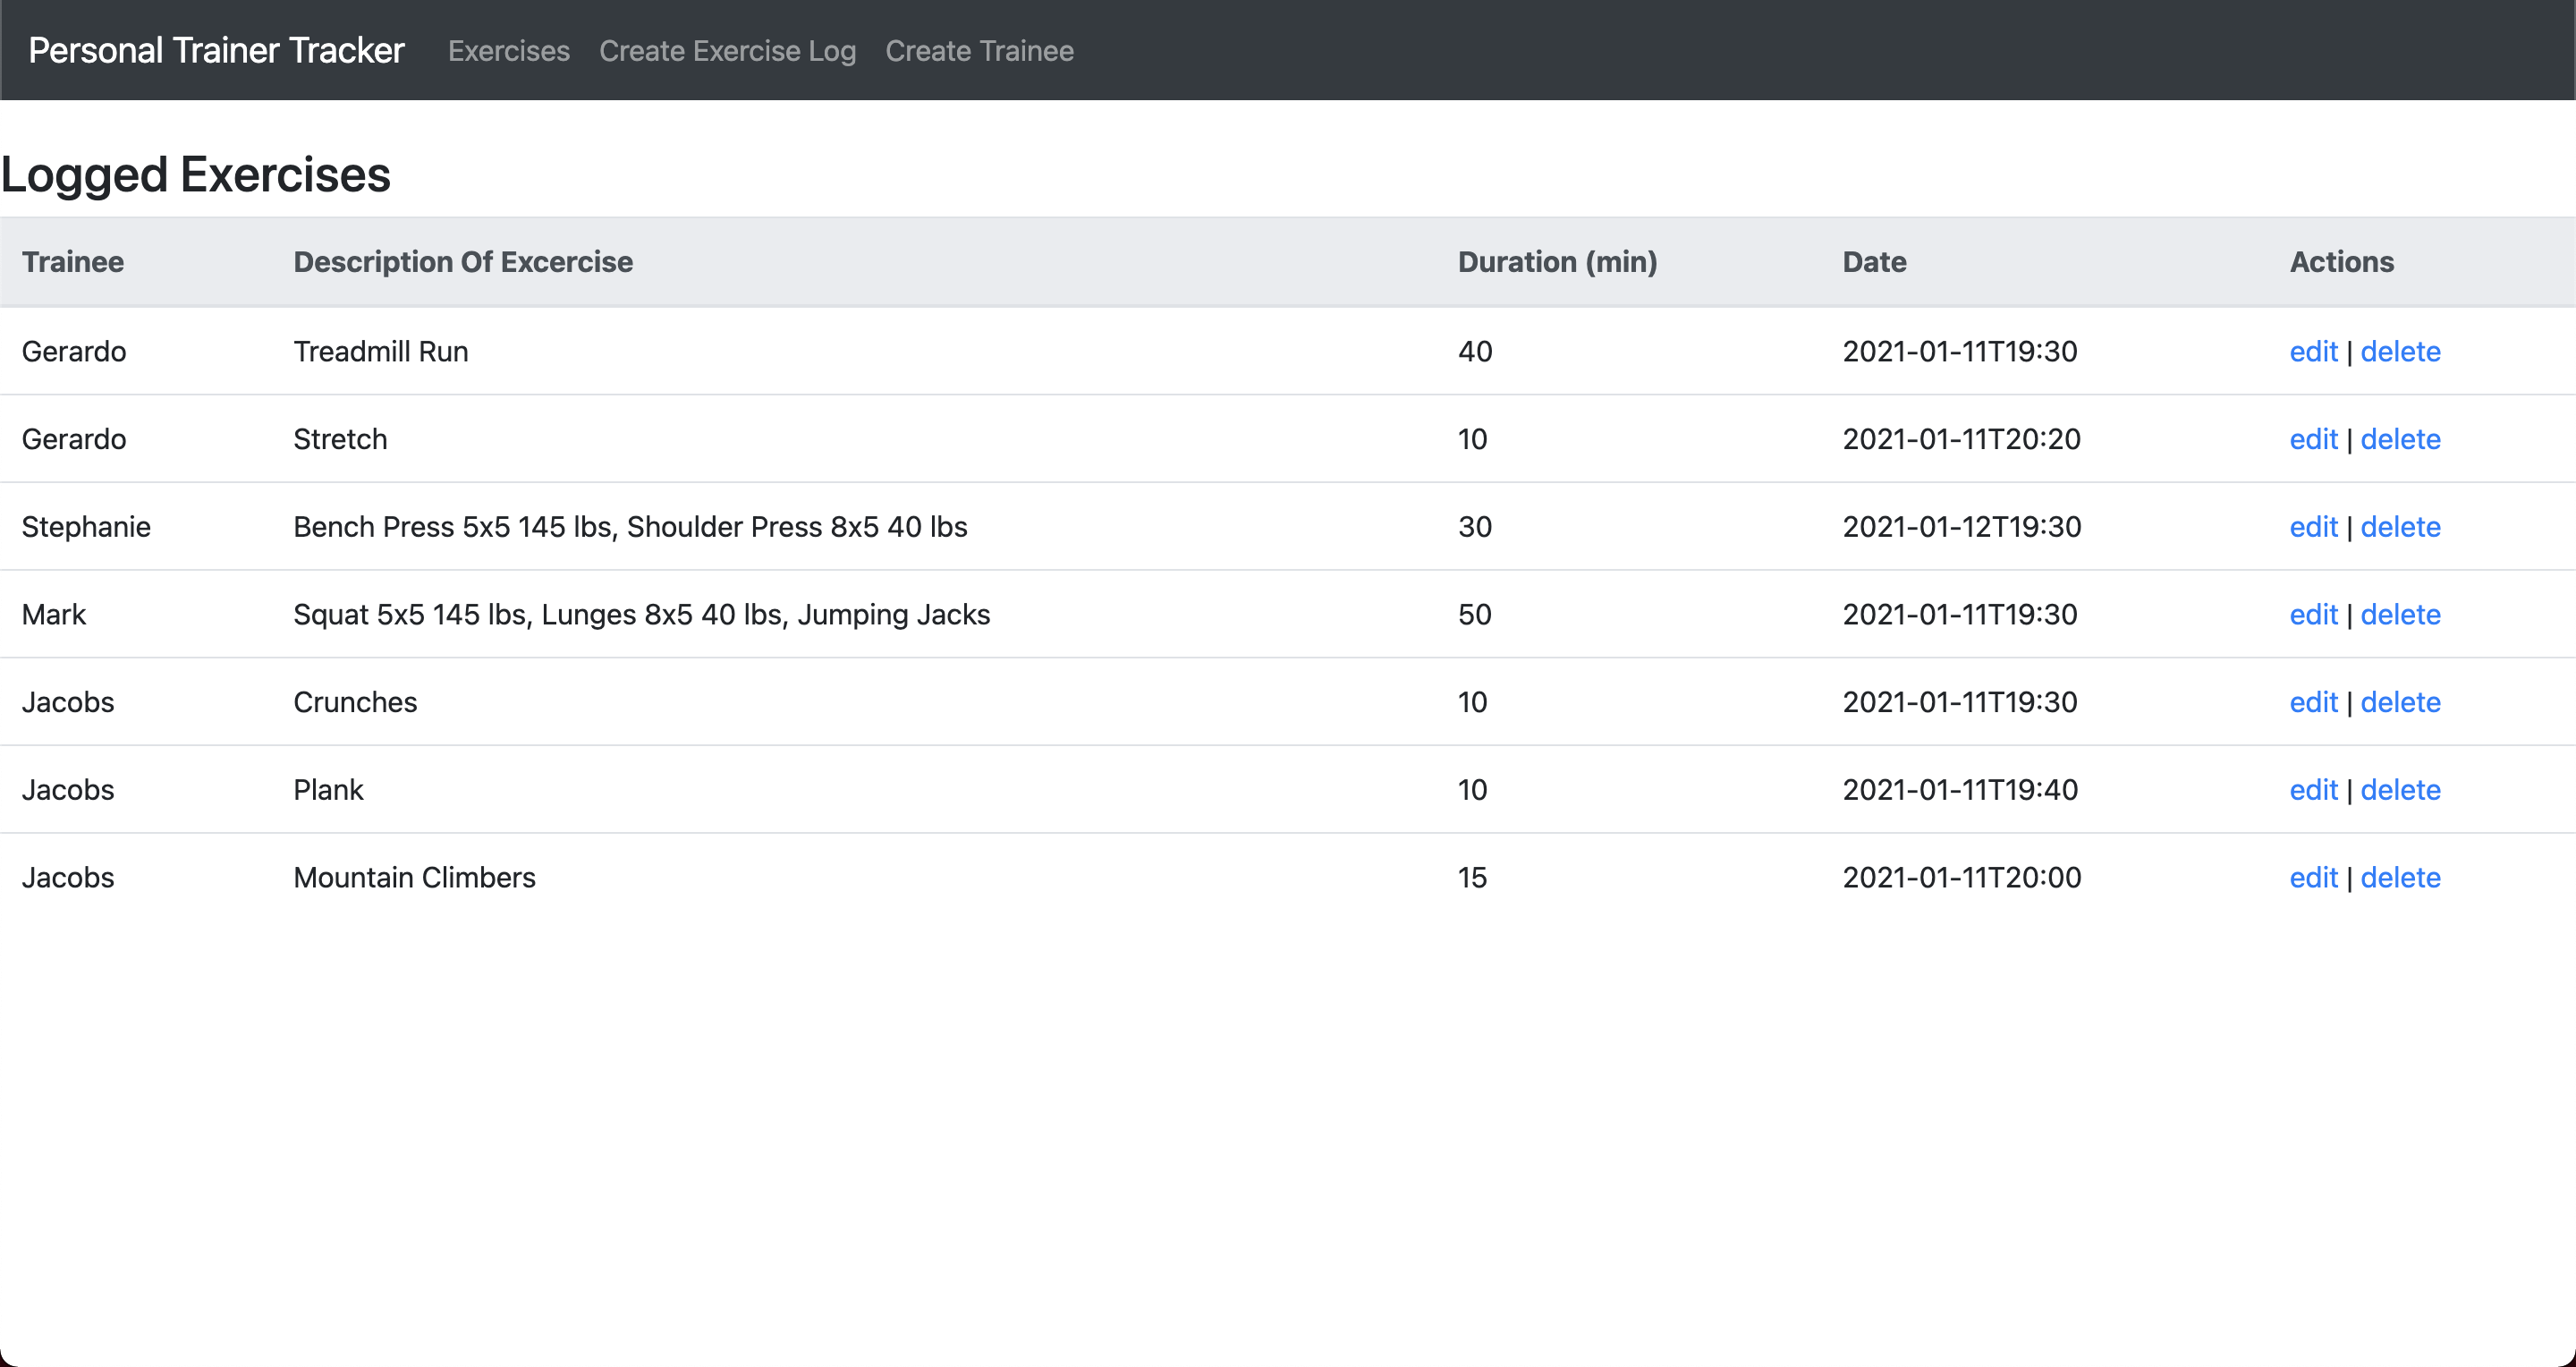 Personal Trainer Tracker Exercises Create Exercise Log Create Trainee
Logged Exercises
Trainee Description Of Excercise Duration (min) Date Actions
Gerardo Treadmill Run 40 2021-01-11T19:30 edit | delete
Gerardo Stretch 10 2021-01-11T20:20 edit | delete
Stephanie Bench Press 5x5 145 lbs, Shoulder Press 8x5 40 lbs 30 2021-01-12T19:30 edit | delete
Mark Squat 5x5 145 lbs, Lunges 8x5 40 lbs, Jumping Jacks 50 2021-01-11T19:30 edit | delete
Jacobs Crunches 10 2021-01-11T19:30 edit | delete
Jacobs Plank 10 2021-01-11T19:40 edit | delete
Jacobs Mountain Climbers 15 2021-01-11T20:00 edit | delete